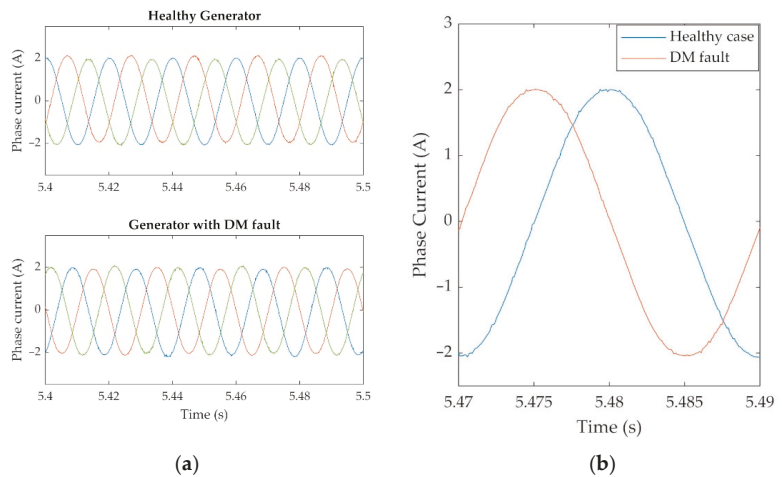 Healthy Generator
Phase current (A)
2
0
−2
5.4 5.42 5.44 5.46 5.48 5.5
Generator with DM fault
Phase current (A)
2
0
−2
5.4 5.42 5.44 5.46 5.48 5.5
Time (s)
(a)
Healthy case
DM fault
Phase Current (A)
3
2
1
0
-1
-2
5.47 5.475 5.48 5.485 5.49
Time (s)
(b)